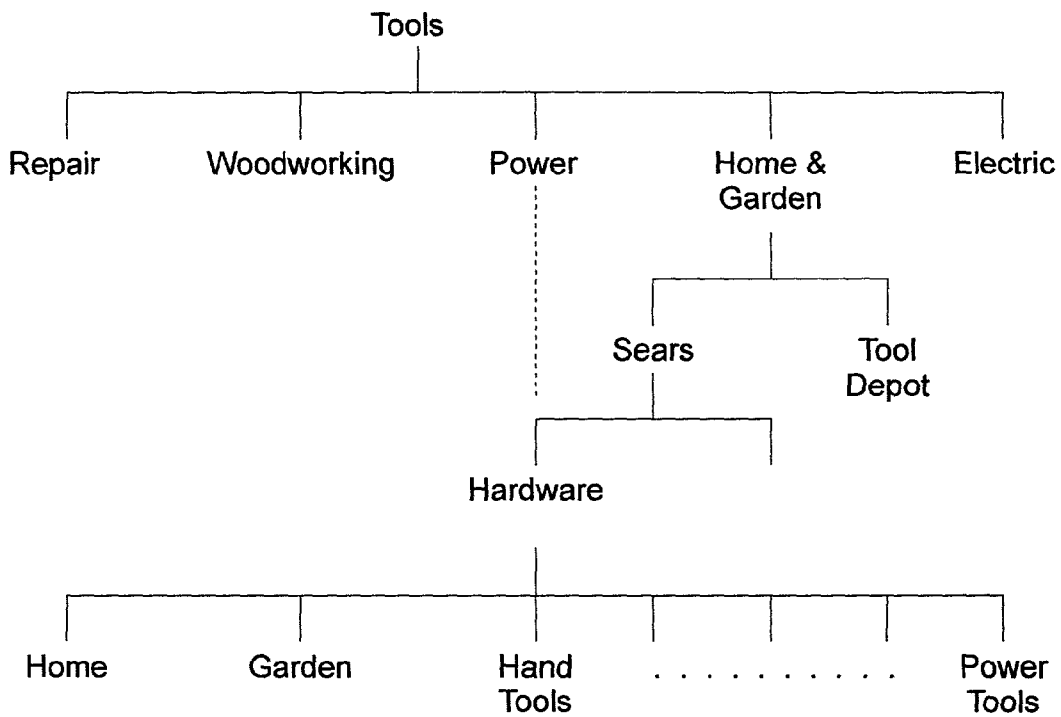 Tools
Repair
Woodworking
Power
Home &
Garden
Electric
Sears
Tool
Depot
Hardware
Home
Garden
Hand
Tools
. . . . . . . . . .
Power
Tools